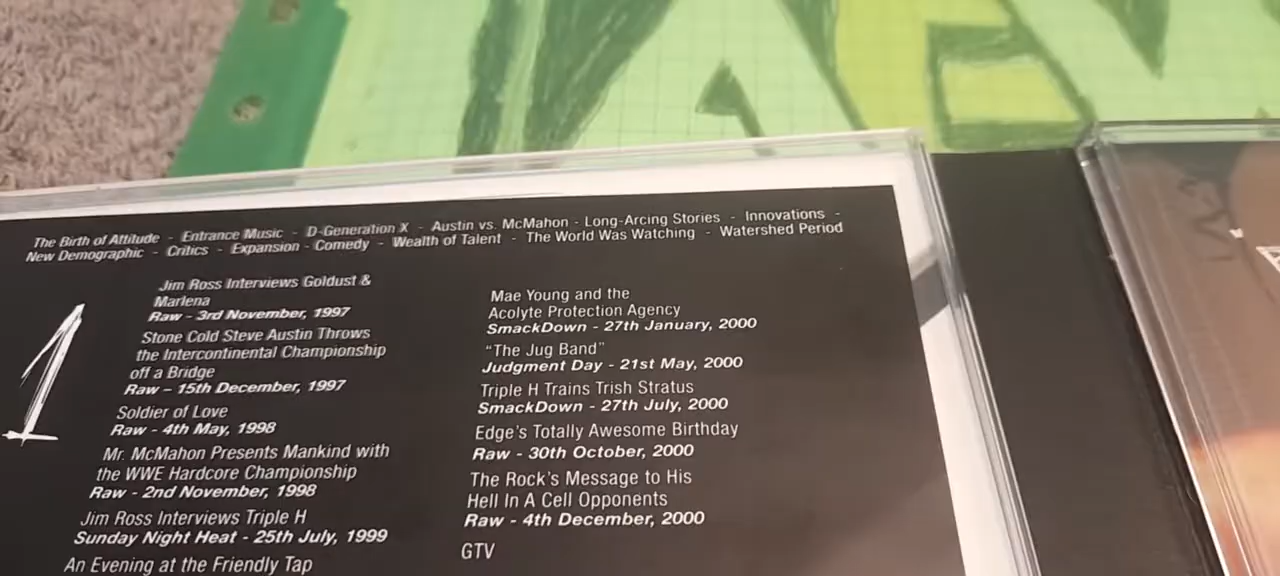 The Birth of Attitude - Entrance Music - D-Generation X - Austin vs. McMahon - Long-Arcing Stories - Innovations -
New Demographic - Critics - Expansion - Comedy - Wealth of Talent - The World Was Watching - Watershed Period
1
Jim Ross Interviews Goldust &
Marlena
Raw - 3rd November, 1997
Stone Cold Steve Austin Throws
the Intercontinental Championship
off a Bridge
Raw – 15th December, 1997
Soldier of Love
Raw - 4th May, 1998
Mr. McMahon Presents Mankind with
the WWE Hardcore Championship
Raw - 2nd November, 1998
Jim Ross Interviews Triple H
Sunday Night Heat - 25th July, 1999
An Evening at the Friendly Tap
Mae Young and the
Acolyte Protection Agency
SmackDown - 27th January, 2000
“The Jug Band”
Judgment Day - 21st May, 2000
Triple H Trains Trish Stratus
SmackDown - 27th July, 2000
Edge's Totally Awesome Birthday
Raw - 30th October, 2000
The Rock's Message to His
Hell In A Cell Opponents
Raw - 4th December, 2000
GTV